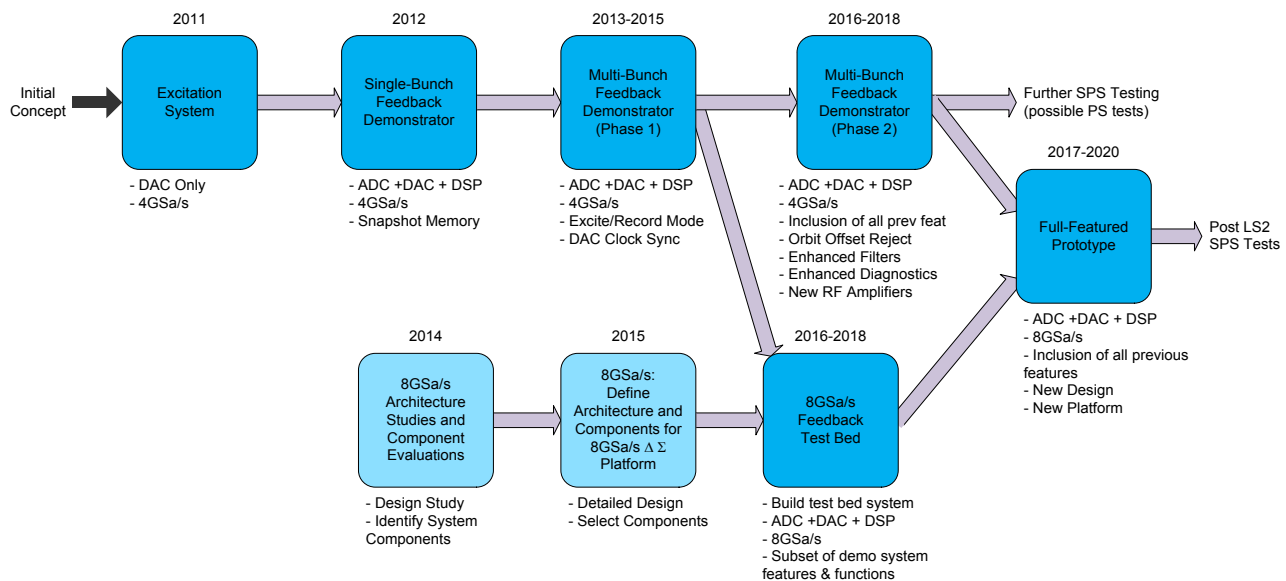 2011
2012
2013-2015
2016-2018
Initial
Concept
Excitation
System
Single-Bunch
Feedback
Demonstrator
Multi-Bunch
Feedback
Demonstrator
(Phase 1)
Multi-Bunch
Feedback
Demonstrator
(Phase 2)
Further SPS Testing
(possible PS tests)
- DAC Only
- 4GSa/s
- ADC +DAC + DSP
- 4GSa/s
- Snapshot Memory
- ADC +DAC + DSP
- 4GSa/s
- Excite/Record Mode
- DAC Clock Sync
- ADC +DAC + DSP
- 4GSa/s
- Inclusion of all prev feat
- Orbit Offset Reject
- Enhanced Filters
- Enhanced Diagnostics
- New RF Amplifiers
2017-2020
Full-Featured
Prototype
Post LS2
SPS Tests
- ADC +DAC + DSP
- 8GSa/s
- Inclusion of all previous
features
- New Design
- New Platform
2014
2015
2016-2018
8GSa/s
Architecture
Studies and
Component
Evaluations
8GSa/s:
Define
Architecture and
Components for
8GSa/s Δ Σ
Platform
8GSa/s
Feedback
Test Bed
- Design Study
- Identify System
Components
- Detailed Design
- Select Components
- Build test bed system
- ADC +DAC + DSP
- 8GSa/s
- Subset of demo system
features & functions